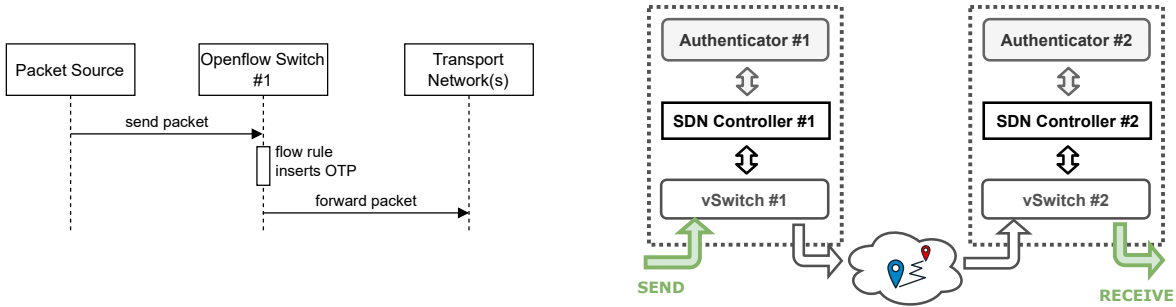 Packet Source
Openflow Switch
#1
Transport
Network(s)
send packet
flow rule
inserts OTP
forward packet
Authenticator #1
SDN Controller #1
vSwitch #1
SEND
Authenticator #2
SDN Controller #2
vSwitch #2
RECEIVE